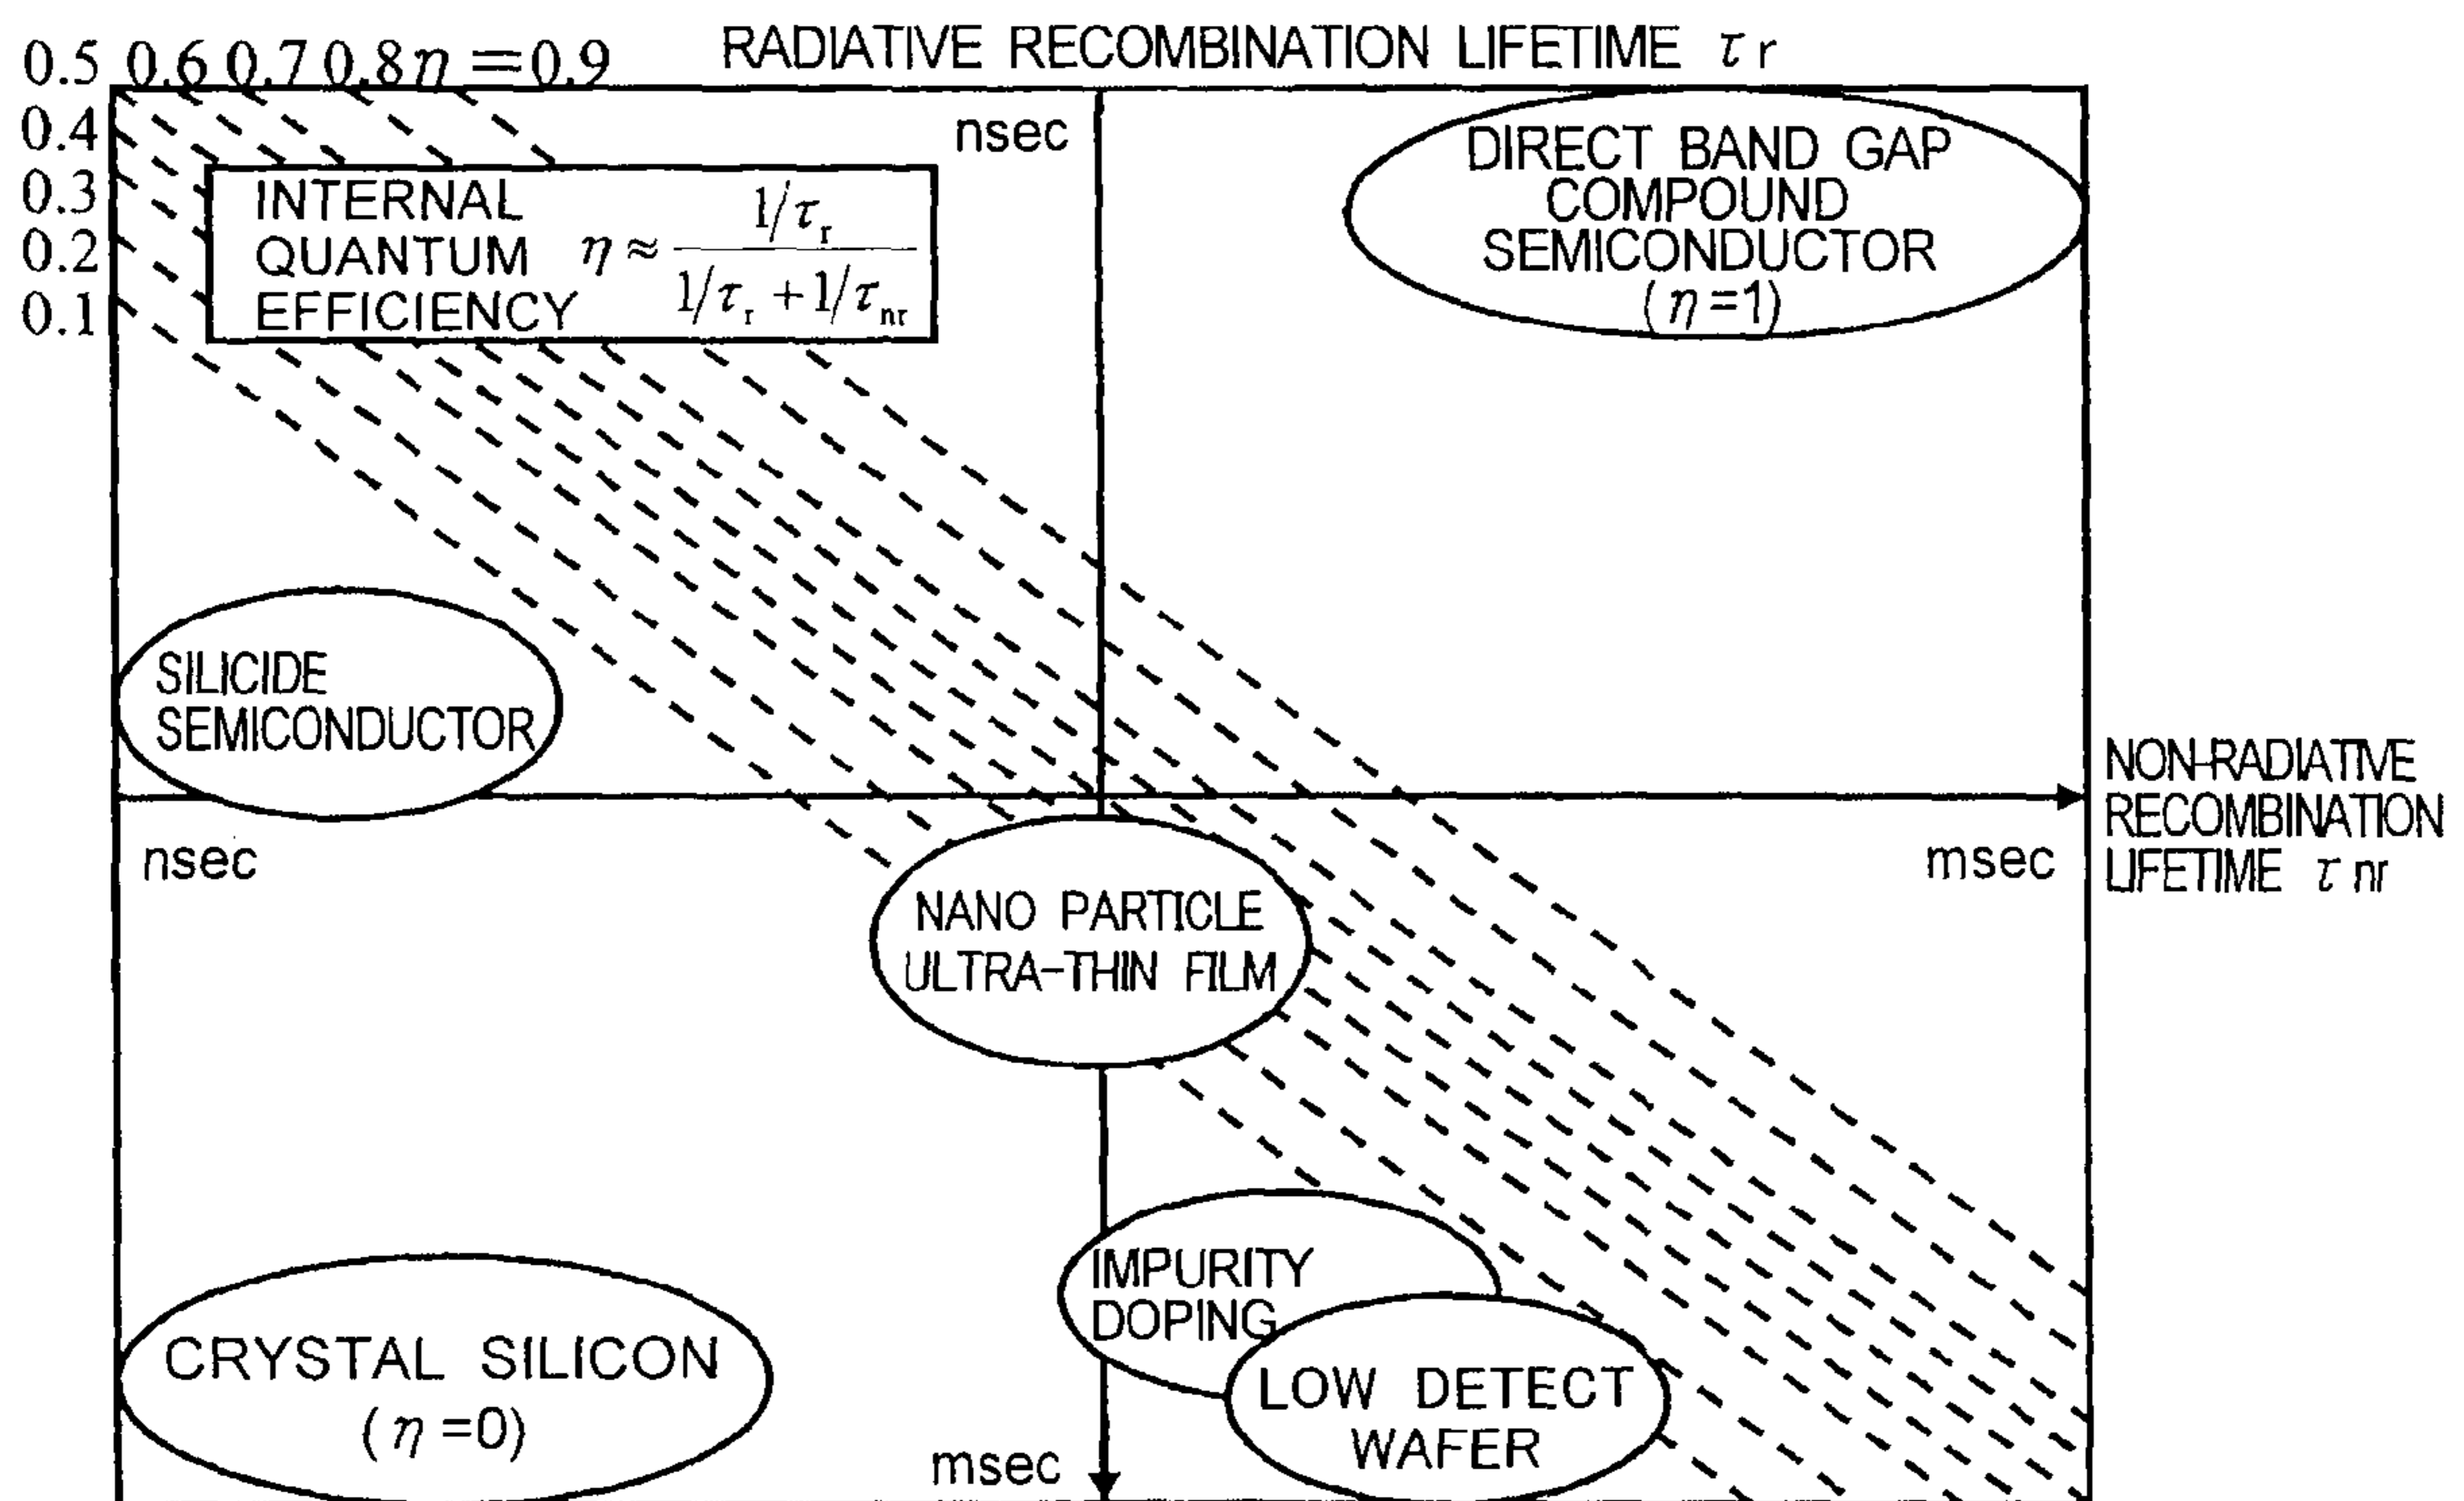 RADIATIVE RECOMBINATION LIFETIME τr
0.5 0.6 0.7 0.8 η=0.9
0.4
0.3
0.2
0.1
INTERNAL
QUANTUM
EFFICIENCY
η ≈ 1/τr
1/τr + 1/τnr
nsec
DIRECT BAND GAP
COMPOUND
SEMICONDUCTOR
(η=1)
SILICIDE
SEMICONDUCTOR
nsec
msec
NON-RADIATIVE
RECOMBINATION
LIFETIME τnr
NANO PARTICLE
ULTRA-THIN FILM
IMPURITY
DOPING
LOW DETECT
WAFER
CRYSTAL SILICON
(η=0)
msec